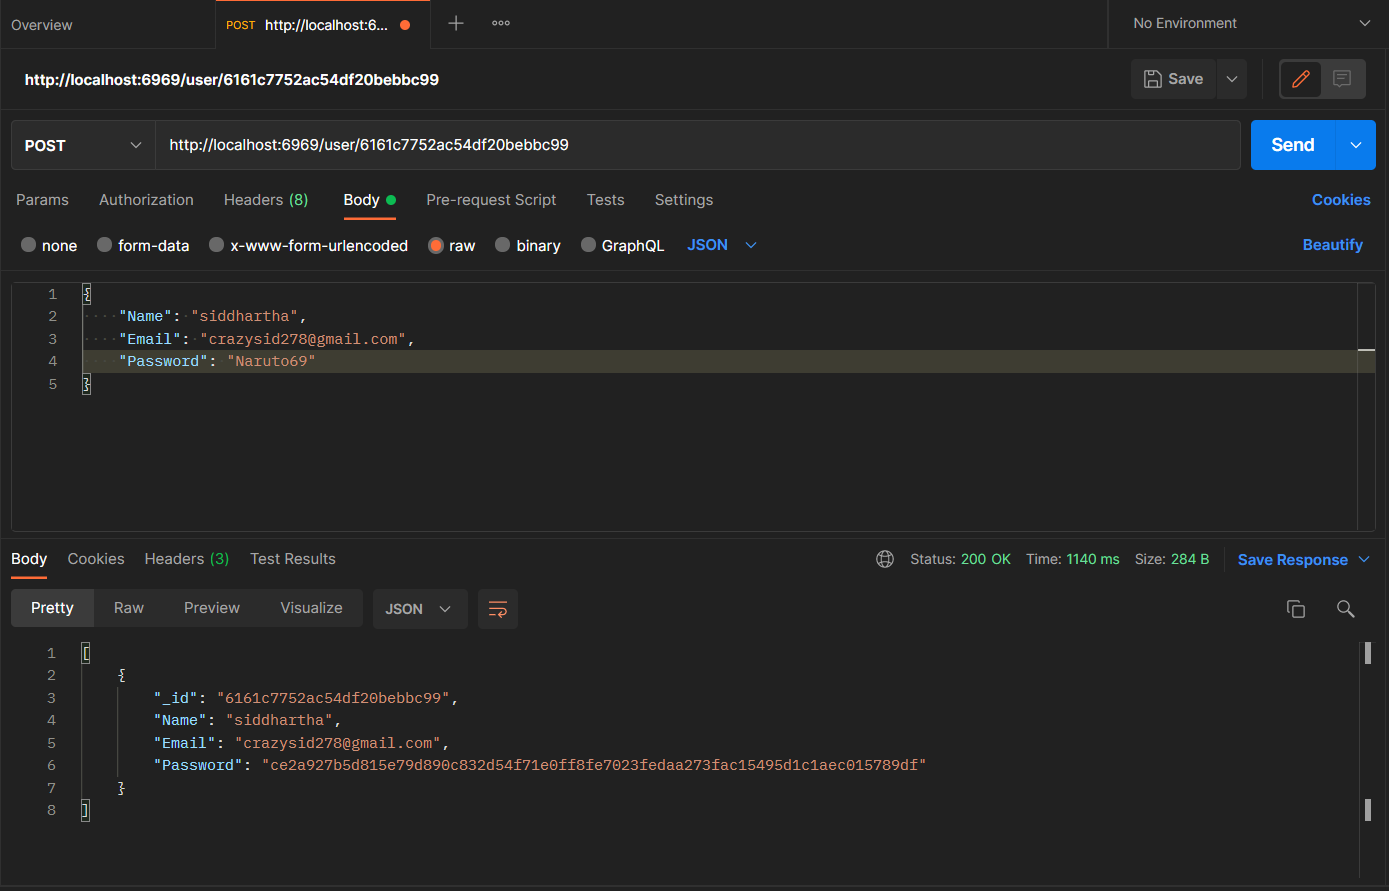 Overview
POST http://localhost:6... 
No Environment
http://localhost:6969/user/6161c7752ac54df20bebbc99
Save
POST
http://localhost:6969/user/6161c7752ac54df20bebbc99
Send
Params Authorization Headers (8) Body Pre-request Script Tests Settings Cookies
none form-data x-www-form-urlencoded raw binary GraphQL JSON Beautify
1 {
2 "Name": "siddhartha",
3 "Email": "crazysid278@gmail.com",
4 "Password": "Naruto69"
5 }
Body Cookies Headers (3) Test Results Status: 200 OK Time: 1140 ms Size: 284 B Save Response
Pretty Raw Preview Visualize JSON
1 [
2 {
3 "_id": "6161c7752ac54df20bebbc99",
4 "Name": "siddhartha",
5 "Email": "crazysid278@gmail.com",
6 "Password": "ce2a927b5d815e79d890c832d54f71e0ff8fe7023fedaa273fac15495d1c1aec015789df"
7 }
8 ]